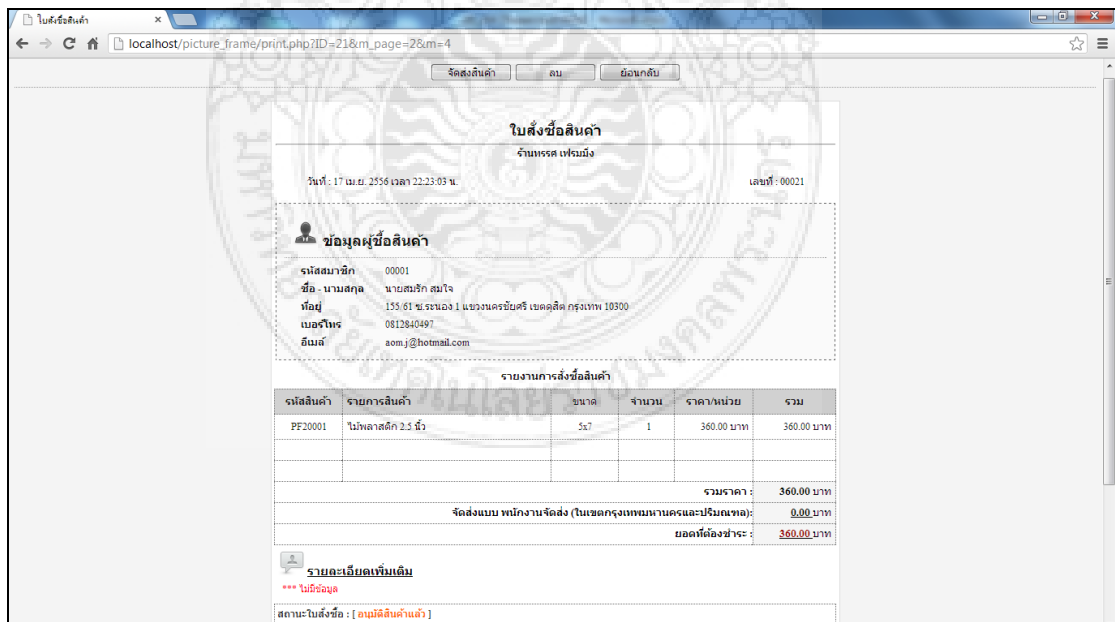 ใบสั่งซื้อสินค้า
localhost/picture_frame/print.php?ID=21&m_page=2&m=4
จัดส่งสินค้า ลบ ย้อนกลับ
ใบสั่งซื้อสินค้า
ร้านทรรศ เฟรมมิ่ง
วันที่ : 17 เม.ย. 2556 เวลา 22:23:03 น. เลขที่ : 00021
ข้อมูลผู้ซื้อสินค้า
รหัสสมาชิก 00001
ชื่อ - นามสกุล นายสมรัก สมใจ
ที่อยู่ 155/61 ซ.ระนอง 1 แขวงนครชัยศรี เขตดุสิต กรุงเทพ 10300
เบอร์โทร 0812840497
อีเมล์ aom.j@hotmail.com
รายงานการสั่งซื้อสินค้า
รหัสสินค้า รายการสินค้า ขนาด จำนวน ราคา/หน่วย รวม
PF20001 ไม้พลาสติก 2.5 นิ้ว 5x7 1 360.00 บาท 360.00 บาท
รวมราคา : 360.00 บาท
จัดส่งแบบ พนักงานจัดส่ง (ในเขตกรุงเทพมหานครและปริมณฑล): 0.00 บาท
ยอดที่ต้องชำระ : 360.00 บาท
รายละเอียดเพิ่มเติม
*** ไม่มีข้อมูล
สถานะใบสั่งซื้อ : [ อนุมัติสินค้าแล้ว ]